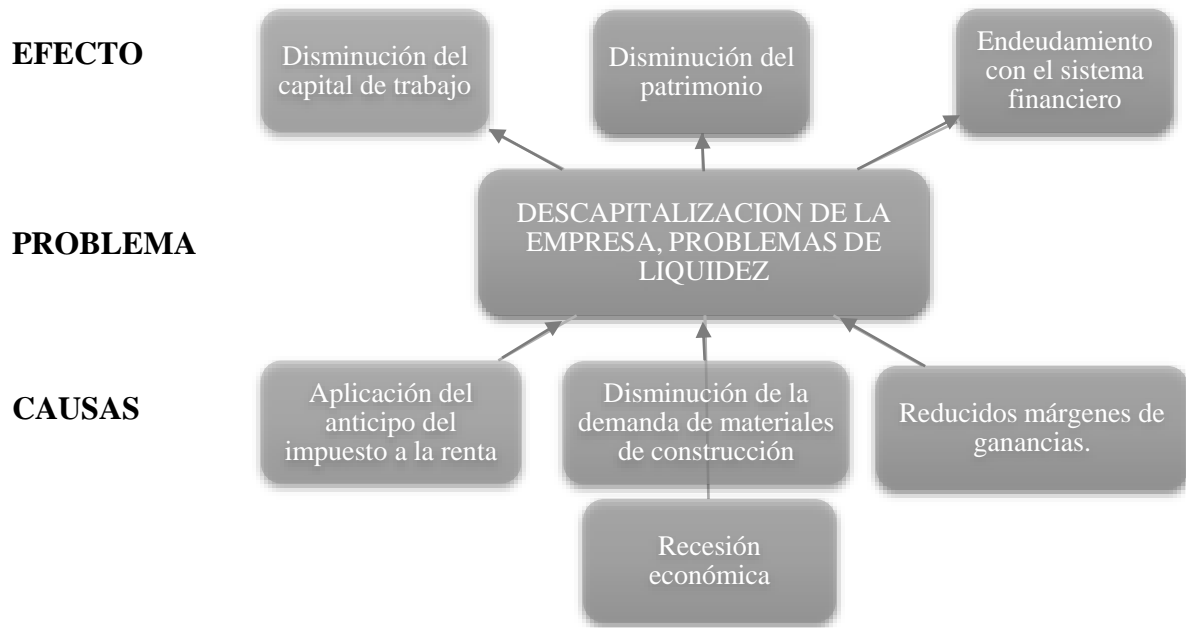 EFECTO
Disminución del
capital de trabajo
Disminución del
patrimonio
Endeudamiento
con el sistema
financiero
PROBLEMA
DESCAPITALIZACION DE LA
EMPRESA, PROBLEMAS DE
LIQUIDEZ
CAUSAS
Aplicación del
anticipo del
impuesto a la renta
Disminución de la
demanda de materiales
de construcción
Reducidos márgenes de
ganancias.
Recesión
económica